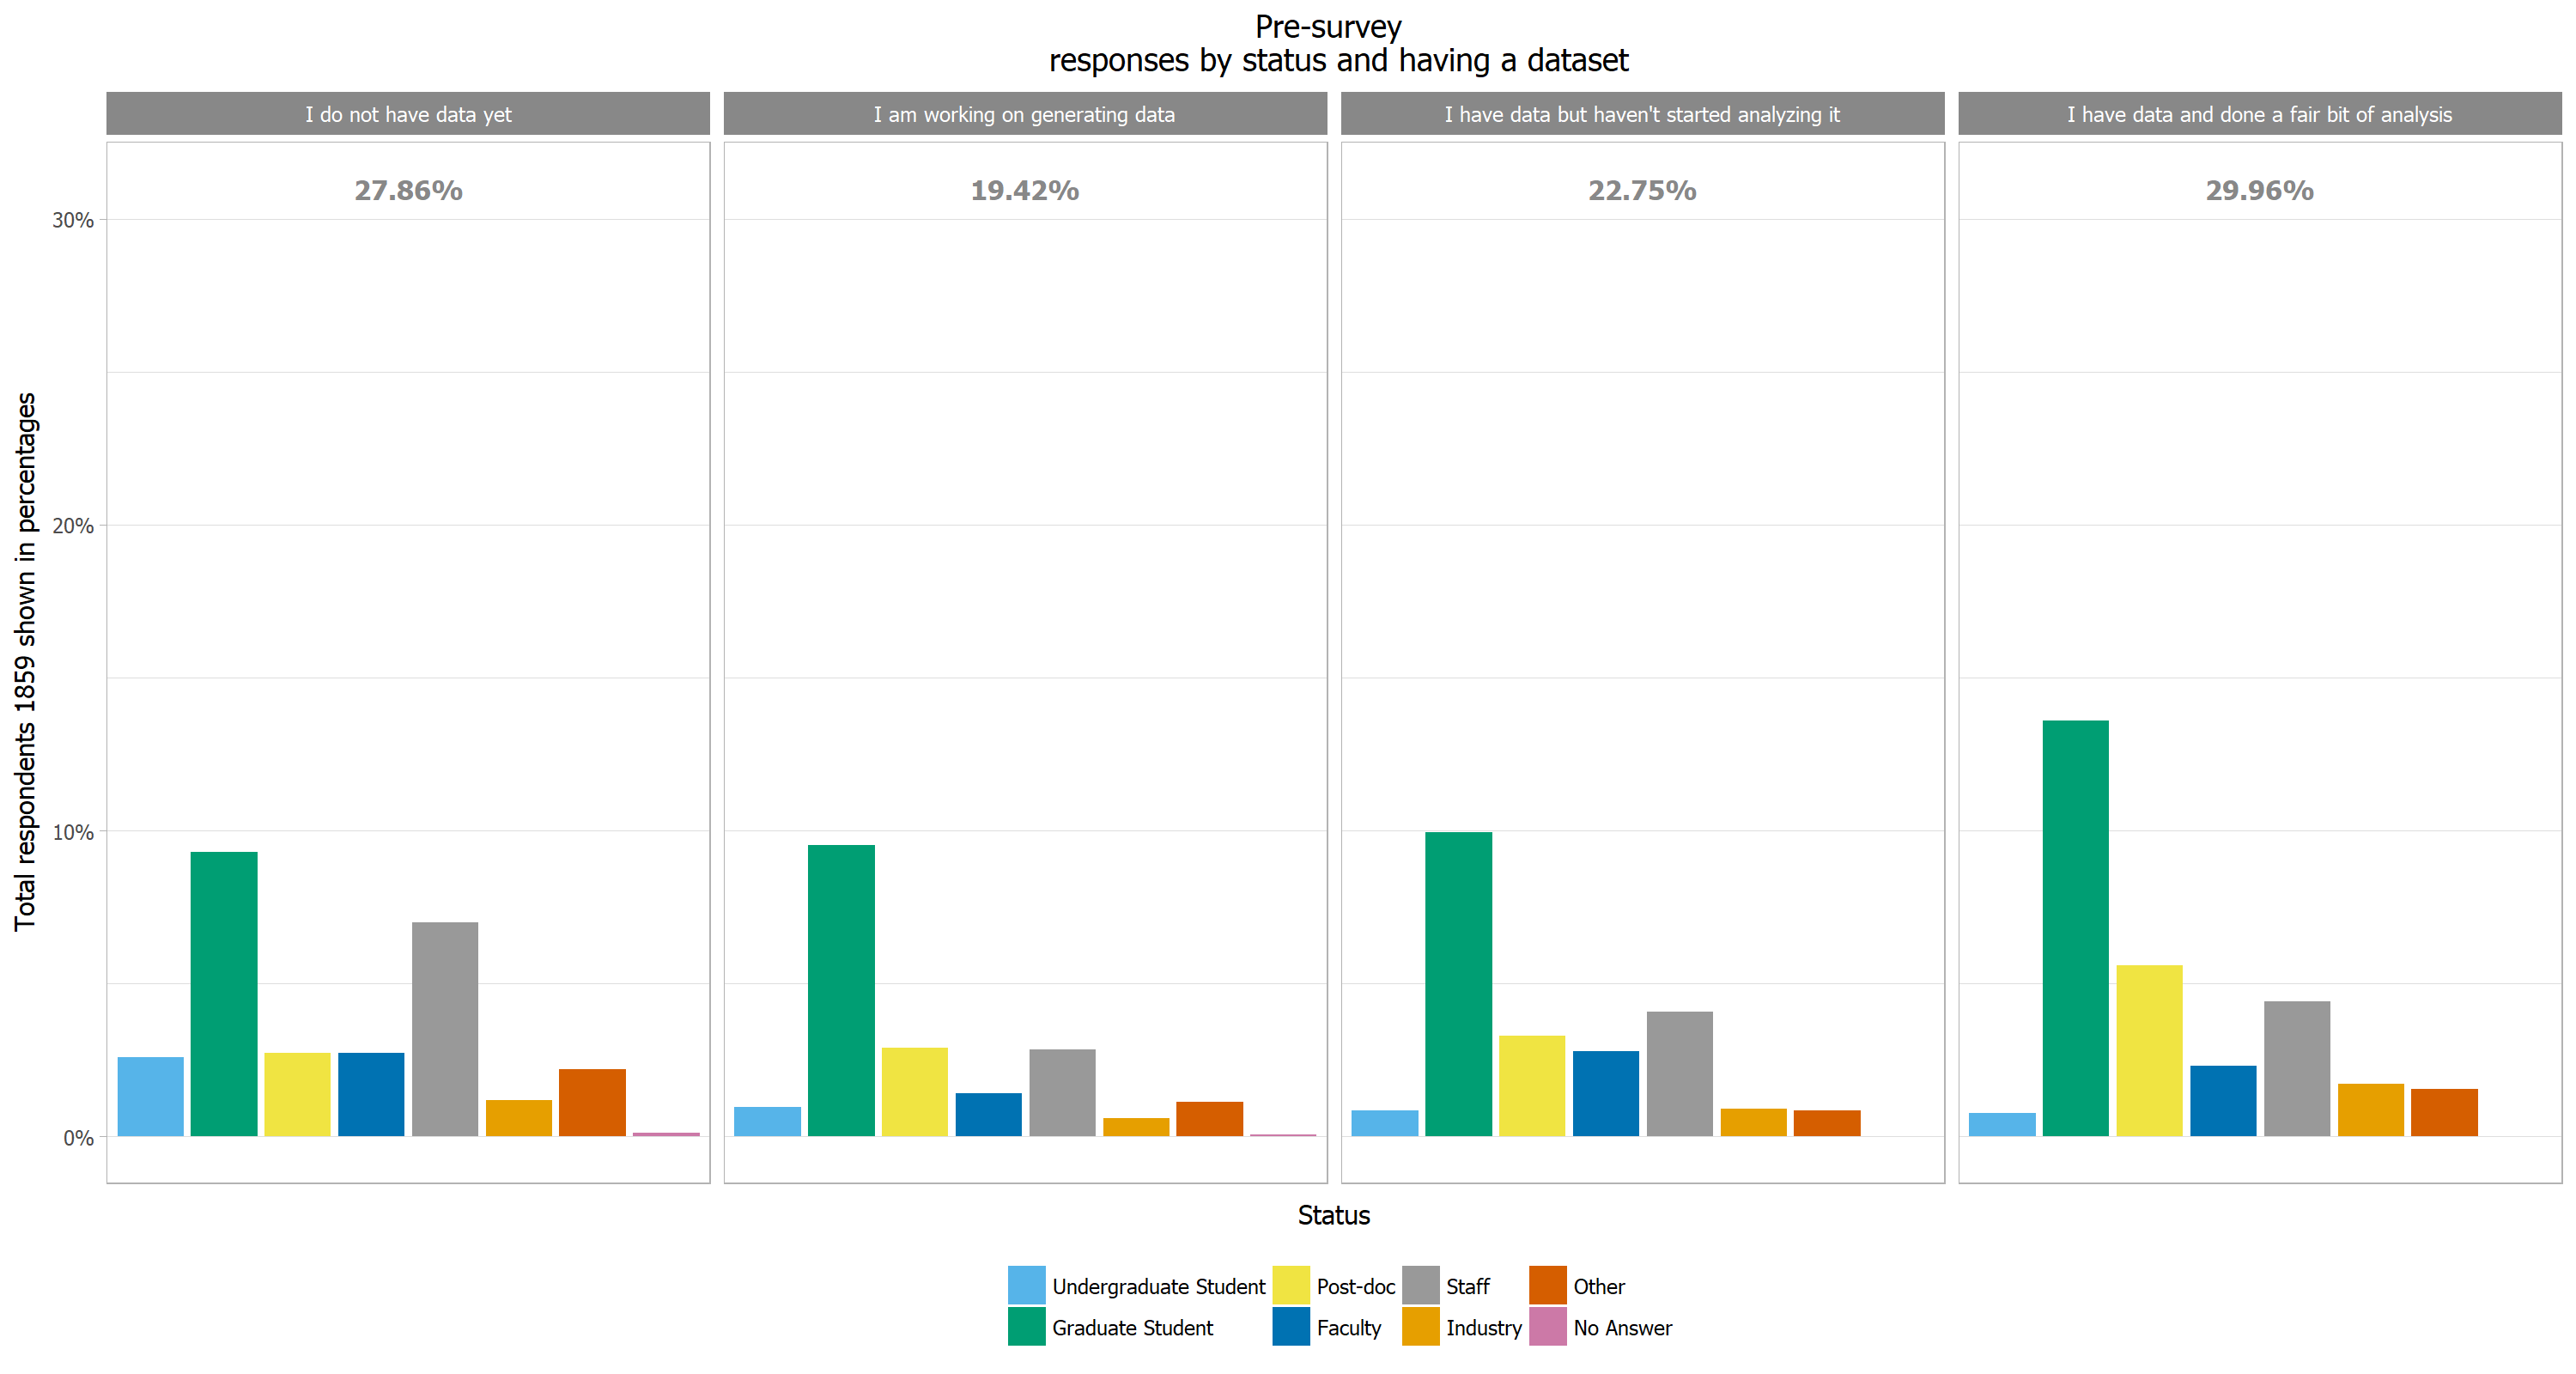 Pre-survey
responses by status and having a dataset
I do not have data yet
I am working on generating data
I have data but haven't started analyzing it
I have data and done a fair bit of analysis
27.86%
19.42%
22.75%
29.96%
30%
20%
10%
0%
Total respondents 1859 shown in percentages
Status
Undergraduate Student
Post-doc
Staff
Other
Graduate Student
Faculty
Industry
No Answer